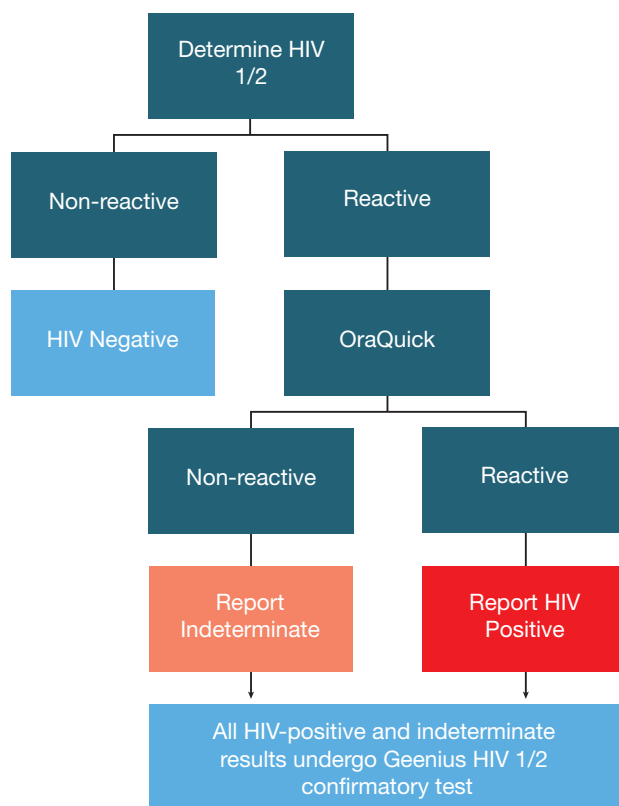 Determine HIV
1/2
Non-reactive
Reactive
HIV Negative
OraQuick
Non-reactive
Reactive
Report
Indeterminate
Report HIV
Positive
All HIV-positive and indeterminate
results undergo Geenius HIV 1/2
confirmatory test